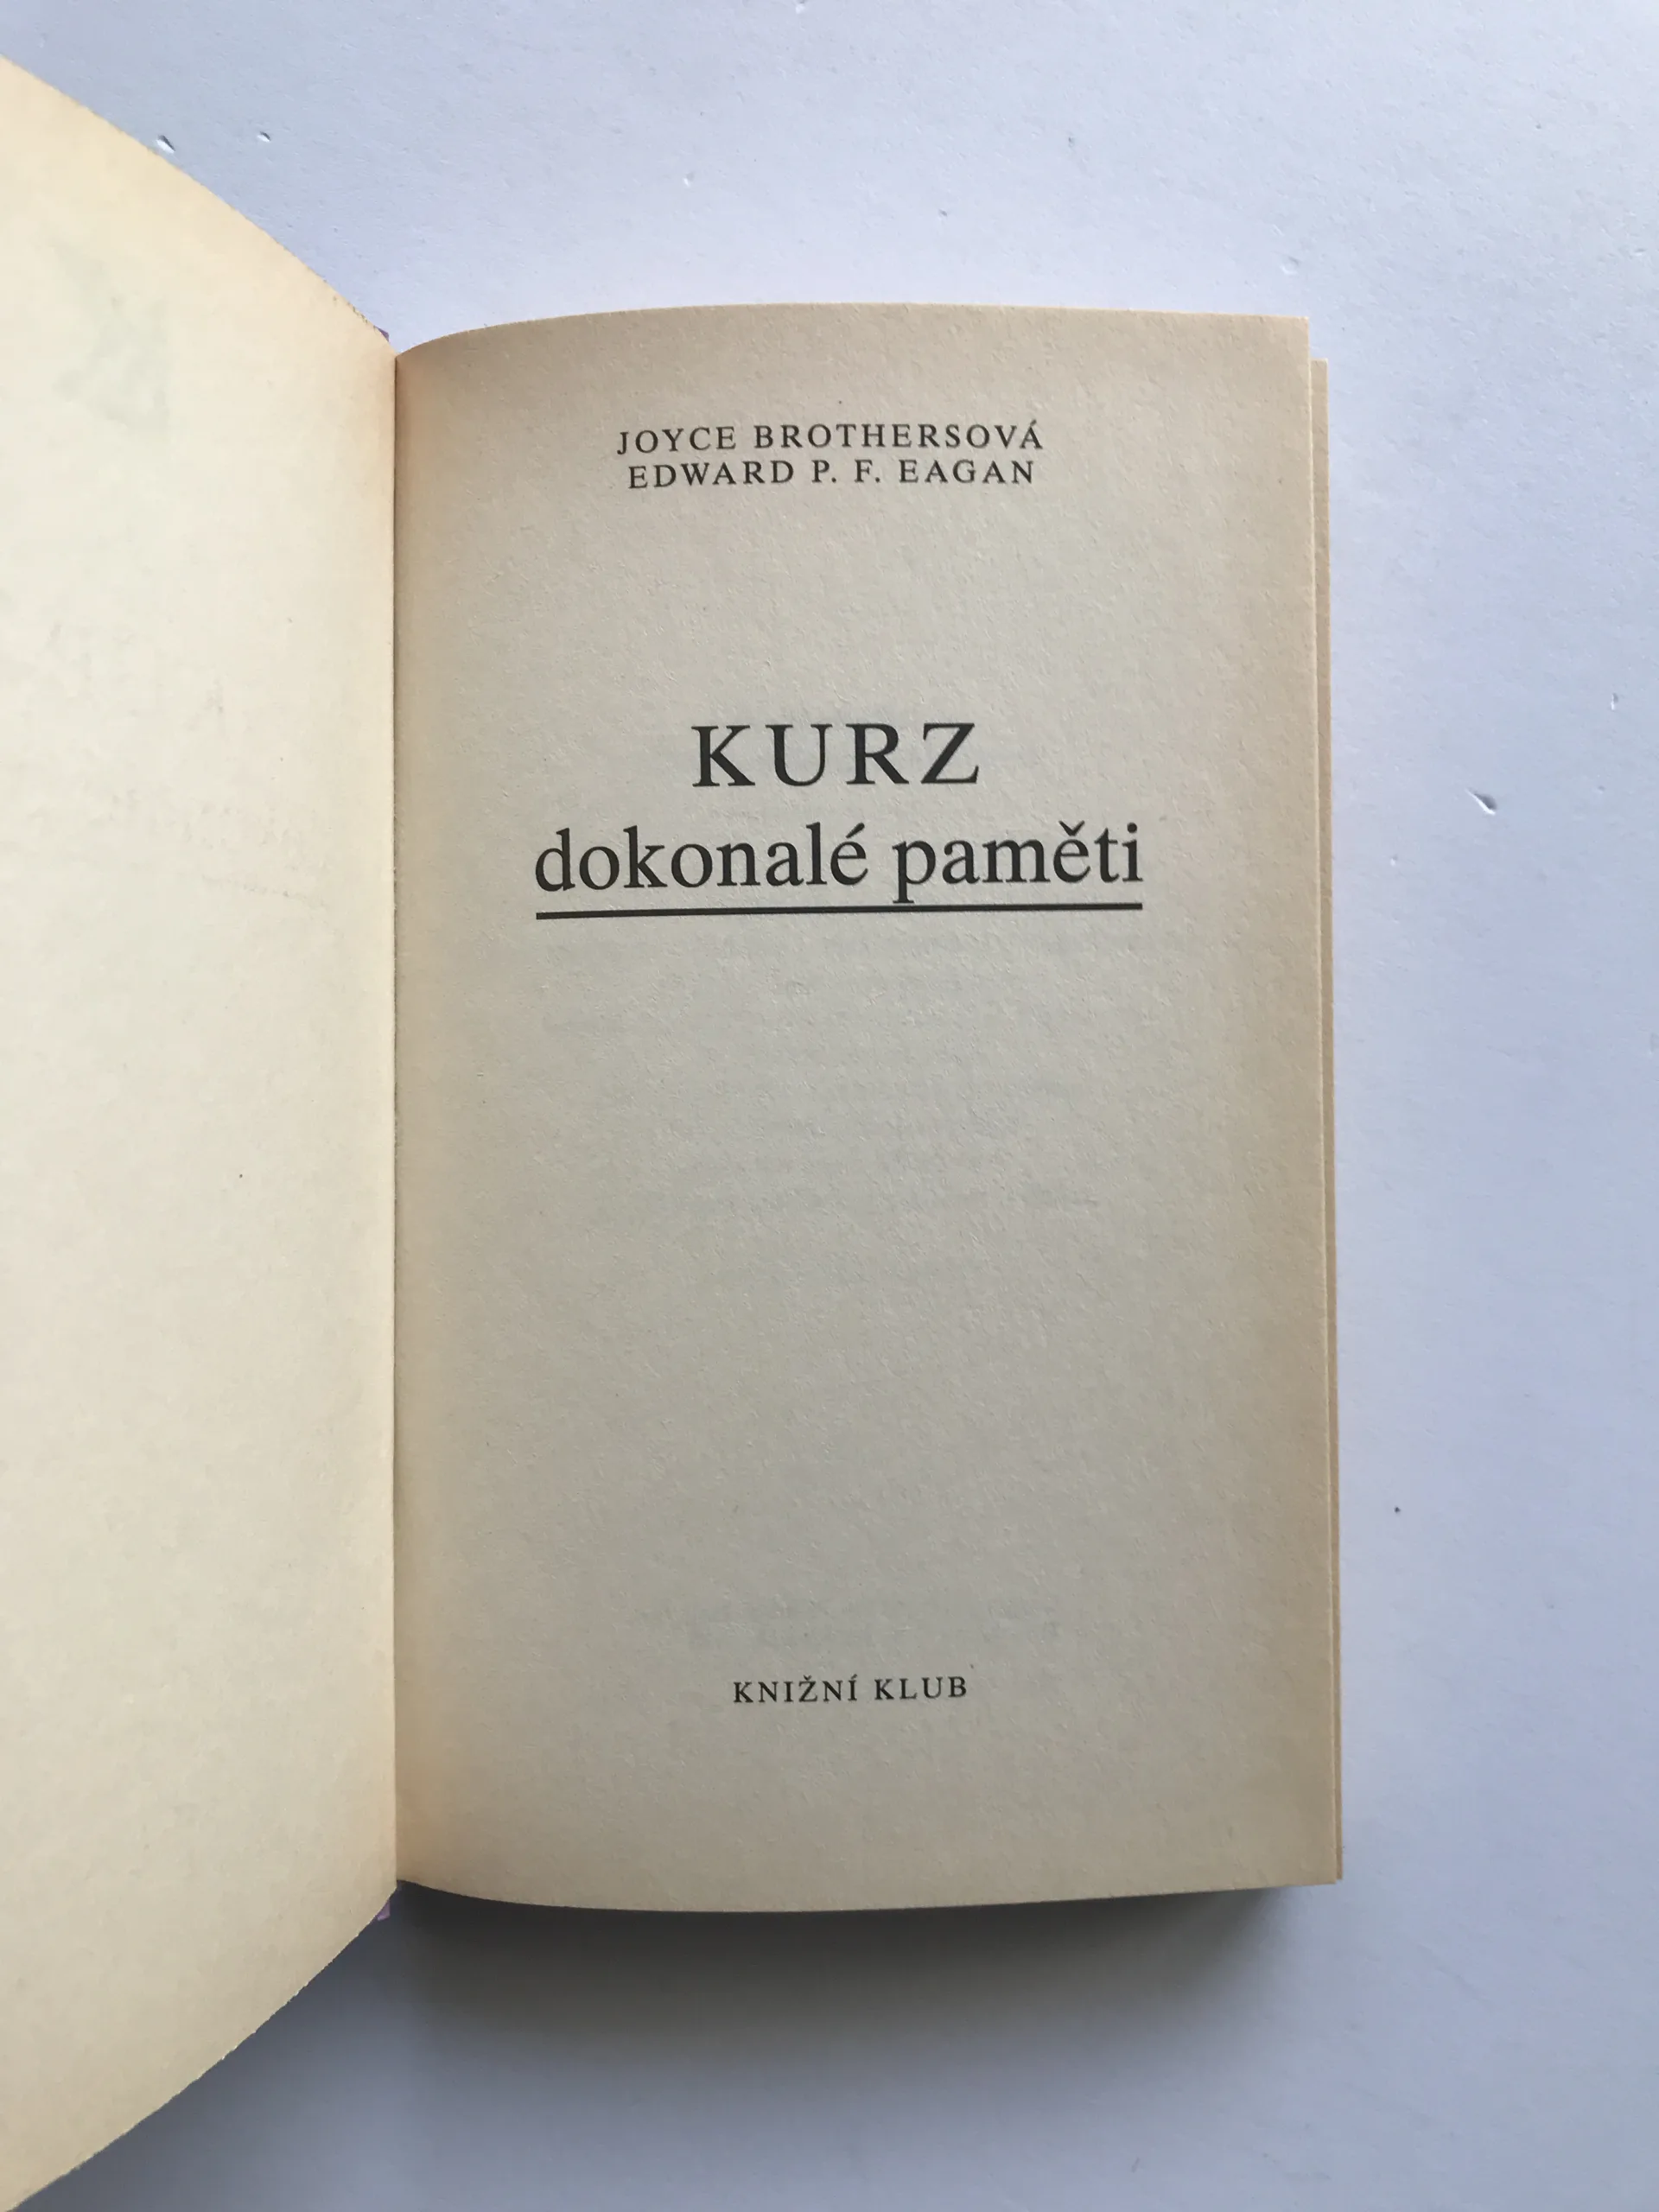 JOYCE BROTHERSOVÁ
EDWARD P. F. EAGAN
KURZ
dokonalé paměti
KNIŽNÍ KLUB